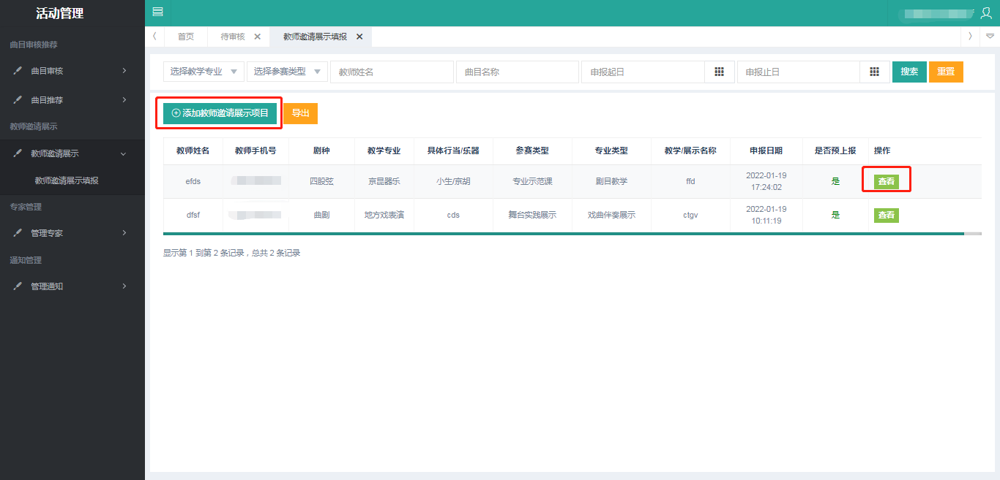 活动管理
曲目审核推荐
曲目审核
曲目推荐
教师邀请展示
教师邀请展示
教师邀请展示填报
专家管理
管理专家
通知管理
管理通知
首页 待审核 教师邀请展示填报
选择教学专业 选择参赛类型 教师姓名 曲目名称 申报起日 申报止日 搜索 重置
添加教师邀请展示项目 导出
教师姓名 教师手机号 剧种 教学专业 具体行当/乐器 参赛类型 专业类型 教学/展示名称 申报日期 是否预上报 操作
efds 四股弦 京昆器乐 小生/京胡 专业示范课 剧目教学 ffd 2022-01-19 17:24:02 是 查看
dfsf 曲剧 地方戏表演 cds 舞台实践展示 戏曲伴奏展示 ctgv 2022-01-19 10:11:19 是 查看
显示第 1 到第 2 条记录，总共 2 条记录